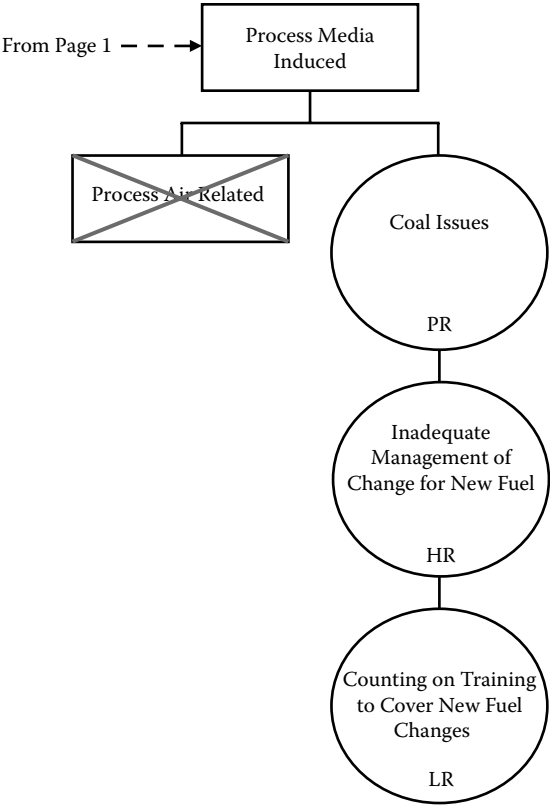 From Page 1
Process Media
Induced
Process Air Related
Coal Issues
PR
Inadequate
Management of
Change for New Fuel
HR
Counting on Training
to Cover New Fuel
Changes
LR